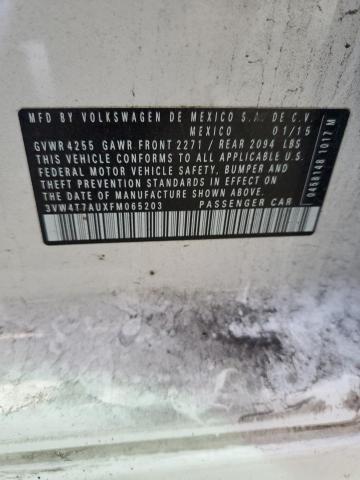 MFD BY VOLKSWAGEN DE MEXICO S.A. DE C.V.
MEXICO 01/15
GVWR 4255 GAWR FRONT 2271 / REAR 2094 LBS
THIS VEHICLE CONFORMS TO ALL APPLICABLE U.S.
FEDERAL MOTOR VEHICLE SAFETY, BUMPER, AND
THEFT PREVENTION STANDARDS IN EFFECT ON
THE DATE OF MANUFACTURE SHOWN ABOVE
3VW4T7AUXFM065203 PASSENGER CAR
0458148 1017 M